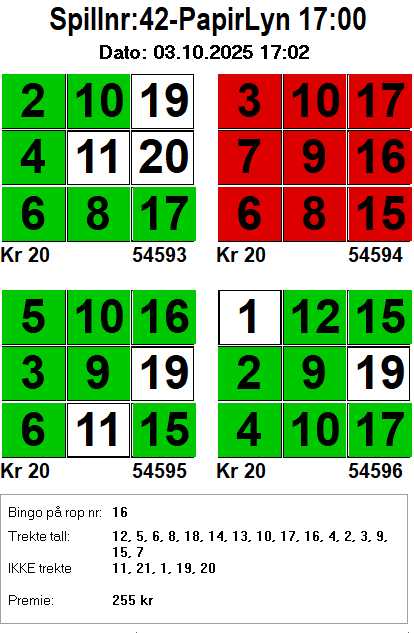 Spillnr:42-PapirLyn 17:00
Dato: 03.10.2025 17:02
2 10 19 3 10 17
4 11 20 7 9 16
6 8 17 6 8 15
Kr 20 54593 Kr 20 54594
5 10 16 1 12 15
3 9 19 2 9 19
6 11 15 4 10 17
Kr 20 54595 Kr 20 54596
Bingo på rop nr: 16
Trekte tall: 12, 5, 6, 8, 18, 14, 13, 10, 17, 16, 4, 2, 3, 9,
15, 7
IKKE trekte 11, 21, 1, 19, 20
Premie: 255 kr